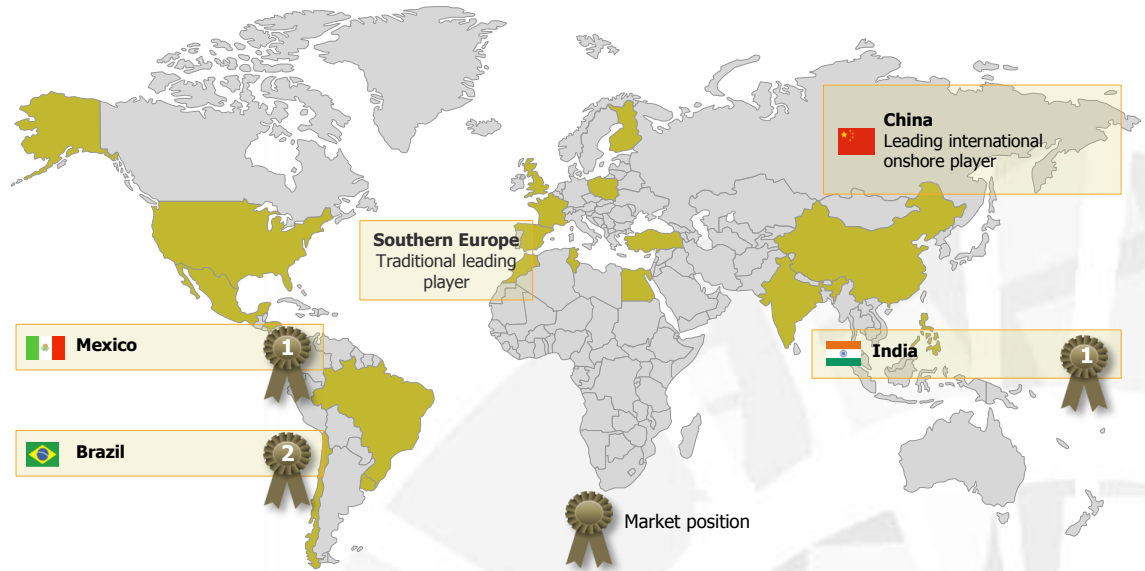 China
Leading international
onshore player
Southern Europe
Traditional leading
player
Mexico
1
India
1
Brazil
2
Market position